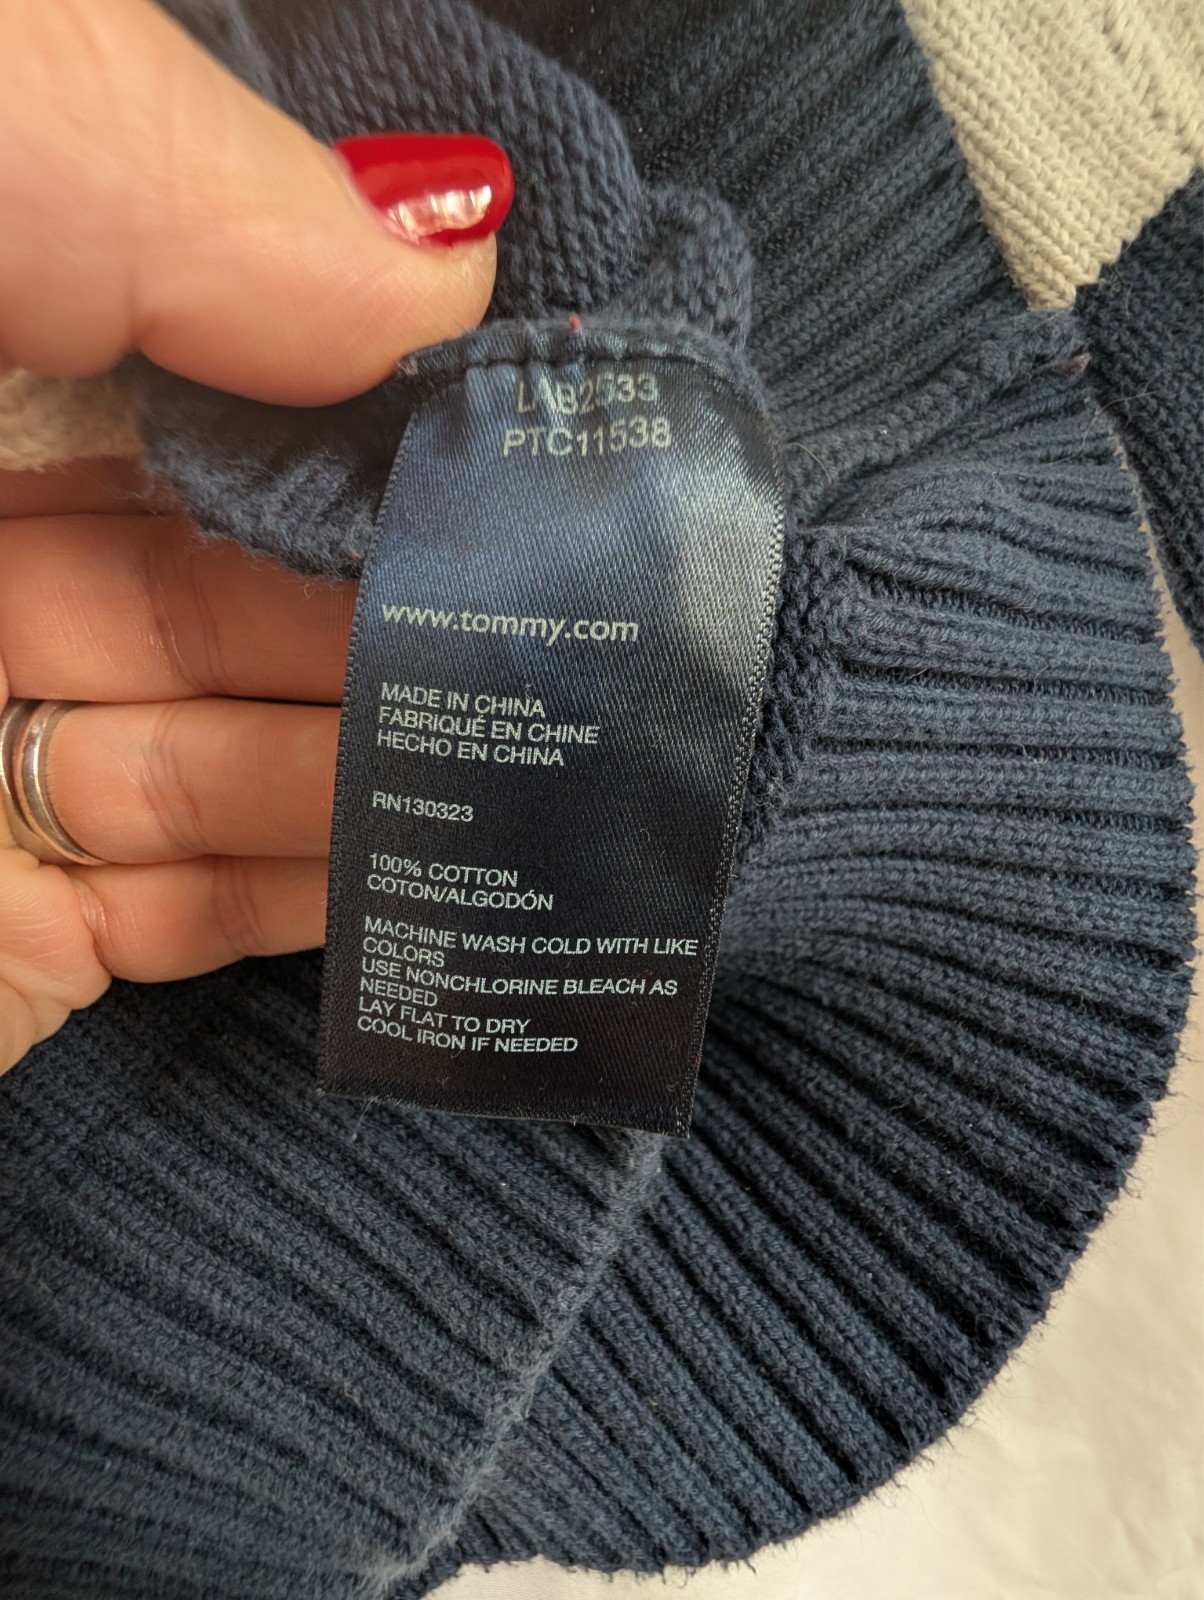 PTC11538
www.tommy.com
MADE IN CHINA
FABRIQUÉ EN CHINE
HECHO EN CHINA
RN130323
100% COTTON
COTON/ALGODÓN
MACHINE WASH COLD WITH LIKE
COLORS
USE NONCHLORINE BLEACH AS
NEEDED
LAY FLAT TO DRY
COOL IRON IF NEEDED